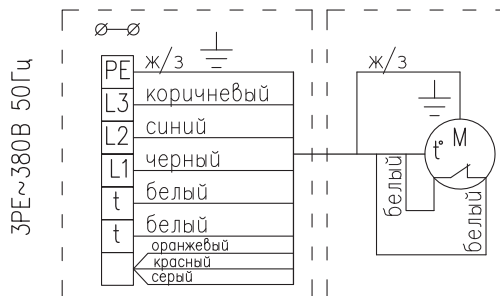 3PE~380В 50Гц
PE ж/з
L3 коричневый
L2 синий
L1 черный
t белый
t белый
оранжевый
красный
серый
ж/з
t° M
белый
белый